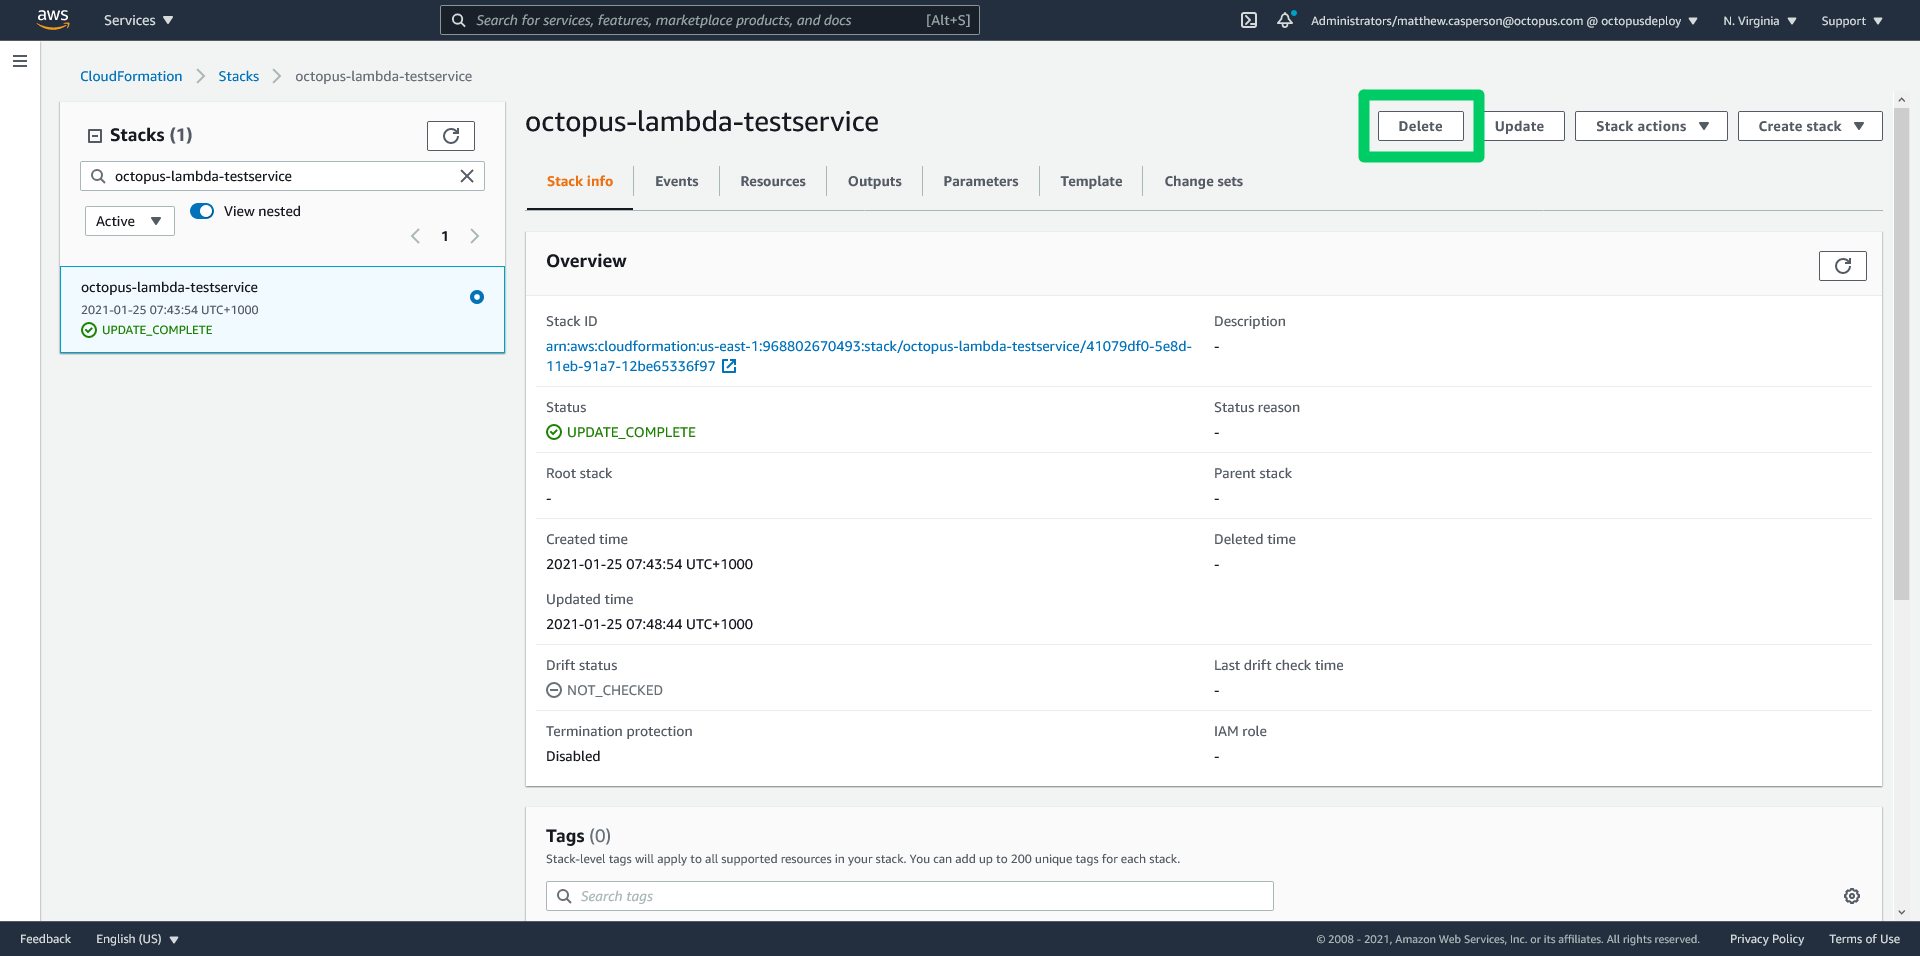 aws
Services
Search for services, features, marketplace products, and docs
[Alt+S]
Administrators/matthew.casperson@octopus.com @ octopusdeploy
N. Virginia
Support
CloudFormation
Stacks
octopus-lambda-testservice
Stacks (1)
octopus-lambda-testservice
Active
View nested
1
octopus-lambda-testservice
2021-01-25 07:43:54 UTC+1000
UPDATE_COMPLETE
octopus-lambda-testservice
Delete
Update
Stack actions
Create stack
Stack info
Events
Resources
Outputs
Parameters
Template
Change sets
Overview
Stack ID
arn:aws:cloudformation:us-east-1:968802670493:stack/octopus-lambda-testservice/41079df0-5e8d-
11eb-91a7-12be65336f97
Description
-
Status
UPDATE_COMPLETE
Status reason
-
Root stack
-
Parent stack
-
Created time
2021-01-25 07:43:54 UTC+1000
Deleted time
-
Updated time
2021-01-25 07:48:44 UTC+1000
Drift status
NOT_CHECKED
Last drift check time
-
Termination protection
Disabled
IAM role
-
Tags (0)
Stack-level tags will apply to all supported resources in your stack. You can add up to 200 unique tags for each stack.
Search tags
Feedback
English (US)
© 2008 - 2021, Amazon Web Services, Inc. or its affiliates. All rights reserved.
Privacy Policy
Terms of Use